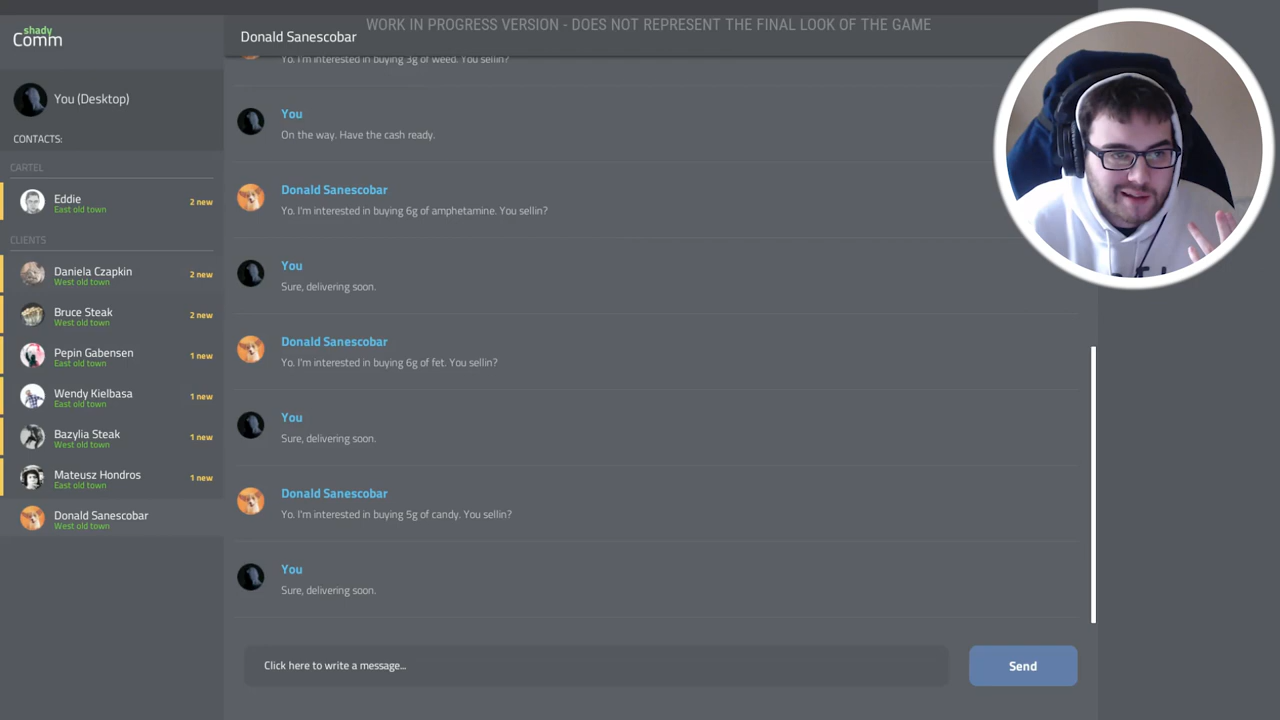 WORK IN PROGRESS VERSION - DOES NOT REPRESENT THE FINAL LOOK OF THE GAME
shady
Comm
You (Desktop)
CONTACTS:
CARTEL
Eddie
East old town
2 new
CLIENTS
Daniela Czapkin
West old town
2 new
Bruce Steak
West old town
2 new
Pepin Gabensen
East old town
1 new
Wendy Kielbasa
East old town
1 new
Bazylia Steak
West old town
1 new
Mateusz Hondros
East old town
1 new
Donald Sanescobar
West old town
Donald Sanescobar
Yo. I'm interested in buying 3g of weed. You sellin?
You
On the way. Have the cash ready.
Donald Sanescobar
Yo. I'm interested in buying 6g of amphetamine. You sellin?
You
Sure, delivering soon.
Donald Sanescobar
Yo. I'm interested in buying 6g of fet. You sellin?
You
Sure, delivering soon.
Donald Sanescobar
Yo. I'm interested in buying 5g of candy. You sellin?
You
Sure, delivering soon.
Click here to write a message...
Send